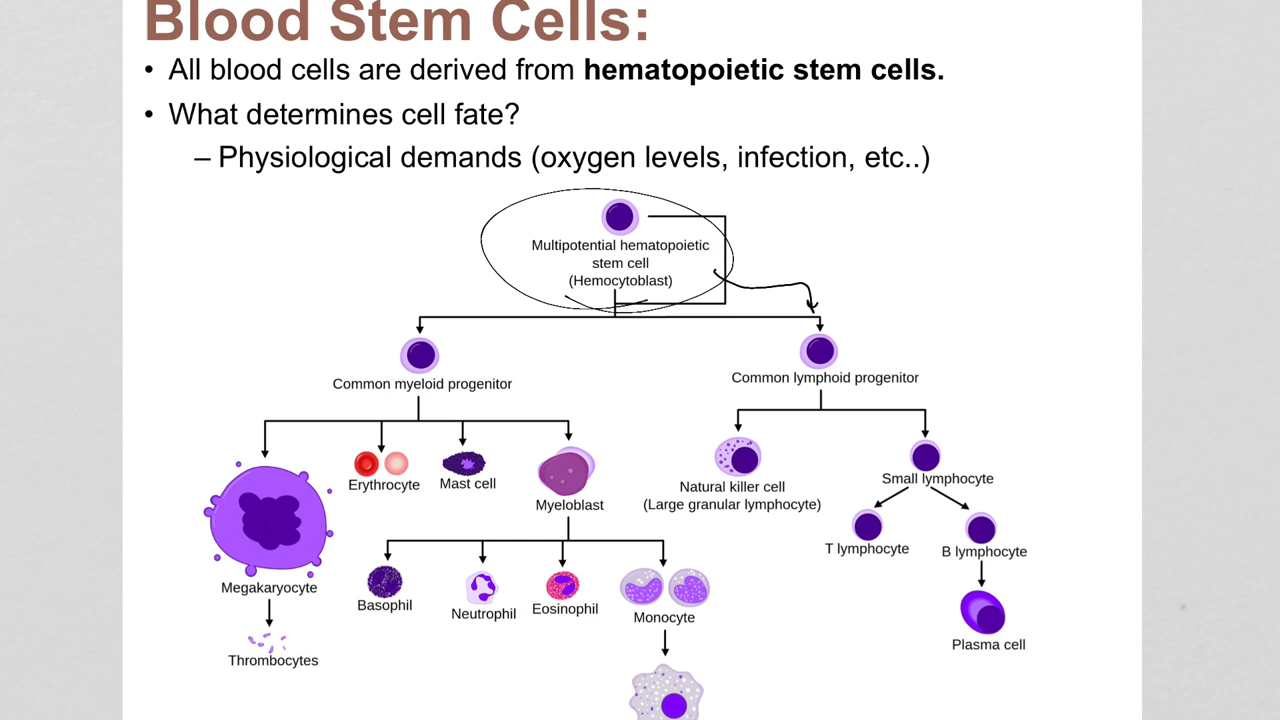 Blood Stem Cells:
• All blood cells are derived from hematopoietic stem cells.
• What determines cell fate?
– Physiological demands (oxygen levels, infection, etc..)
Multipotential hematopoietic
stem cell
(Hemocytoblast)
Common myeloid progenitor
Common lymphoid progenitor
Erythrocyte
Mast cell
Myeloblast
Natural killer cell
(Large granular lymphocyte)
Small lymphocyte
T lymphocyte
B lymphocyte
Megakaryocyte
Basophil
Neutrophil
Eosinophil
Monocyte
Plasma cell
Thrombocytes